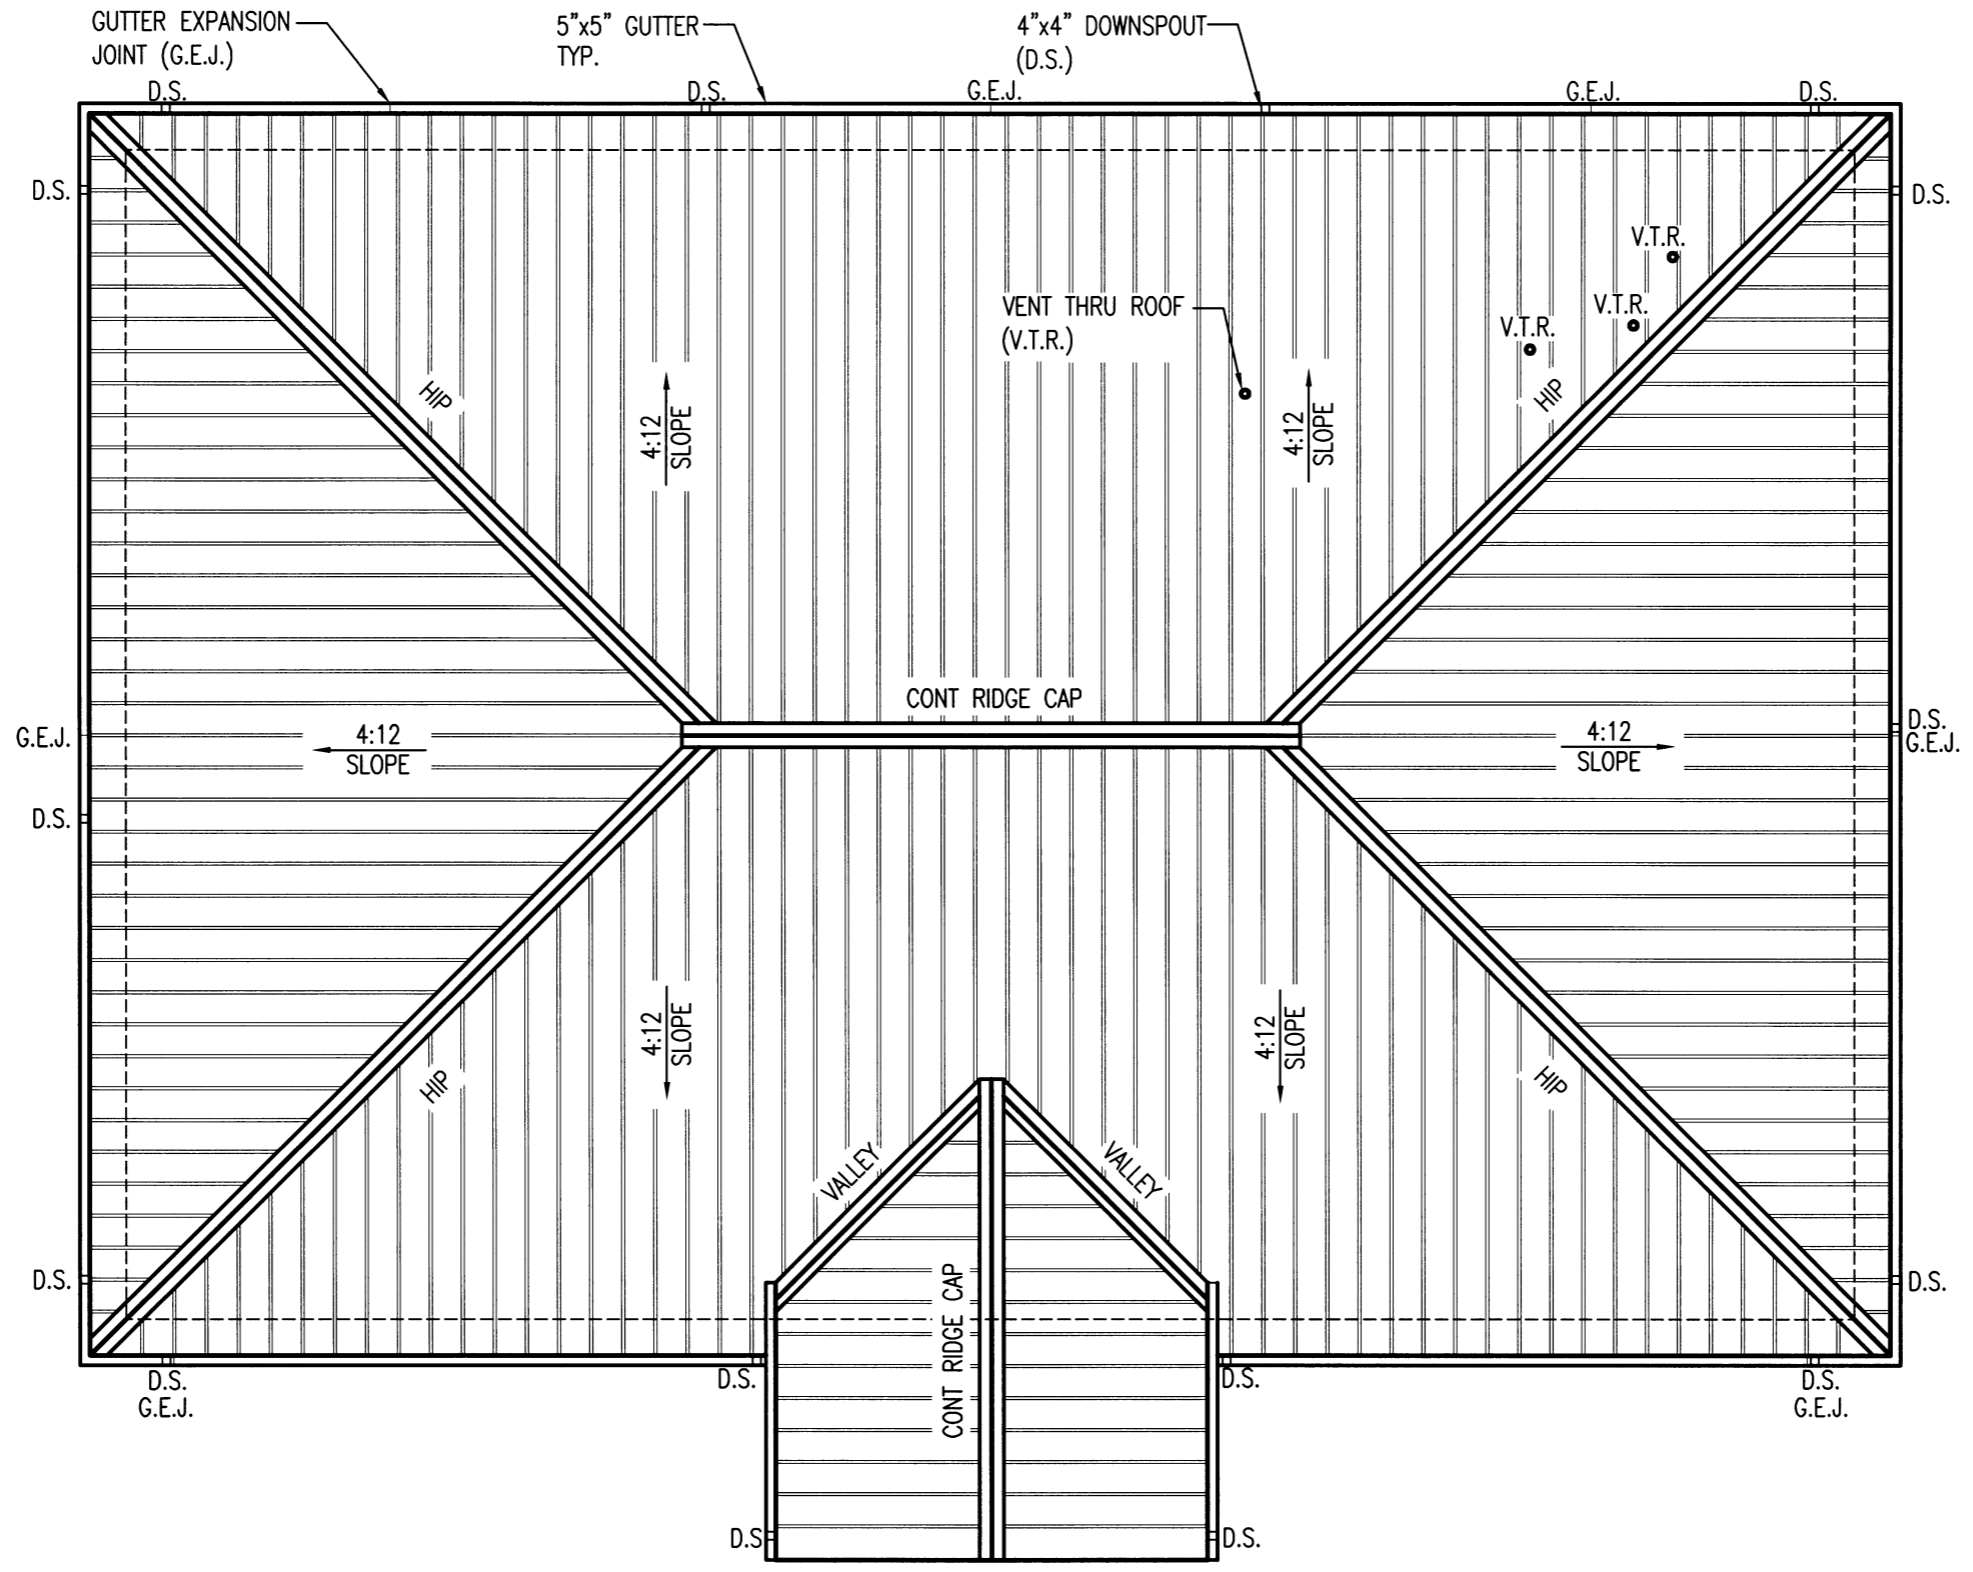 GUTTER EXPANSION
JOINT (G.E.J.)
5"x5" GUTTER
TYP.
4"x4" DOWNSPOUT
(D.S.)
D.S.
D.S.
G.E.J.
G.E.J.
D.S.
D.S.
D.S.
V.T.R.
V.T.R.
V.T.R.
VENT THRU ROOF
(V.T.R.)
HIP
HIP
4:12
SLOPE
4:12
SLOPE
CONT RIDGE CAP
G.E.J.
4:12
SLOPE
4:12
SLOPE
D.S.
G.E.J.
D.S.
4:12
SLOPE
4:12
SLOPE
HIP
HIP
VALLEY
VALLEY
D.S.
D.S.
CONT RIDGE CAP
D.S.
G.E.J.
D.S.
D.S.
D.S.
G.E.J.
D.S
D.S.